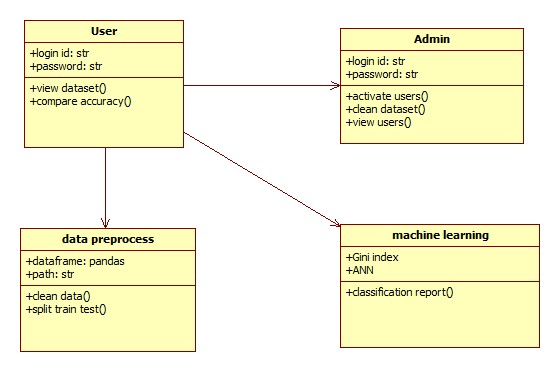 User
+login id: str
+password: str
+view dataset()
+compare accuracy()
Admin
+login id: str
+password: str
+activate users()
+clean dataset()
+view users()
data preprocess
+dataframe: pandas
+path: str
+clean data()
+split train test()
machine learning
+Gini index
+ANN
+classification report()